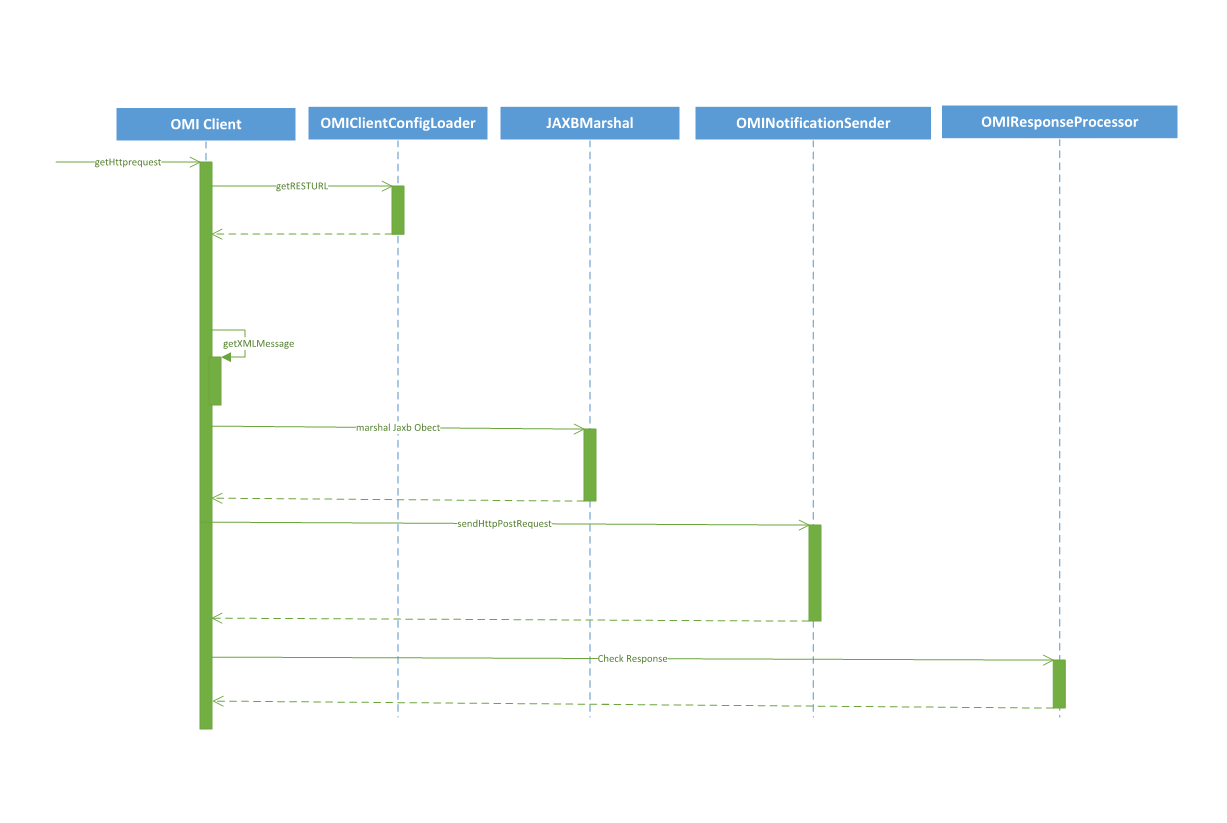 OMI Client
OMIClientConfigLoader
JAXBMarshal
OMINotificationSender
OMIResponseProcessor
getHttprequest
getRESTURL
getXMLMessage
marshal Jaxb Obect
sendHttpPostRequest
Check Response